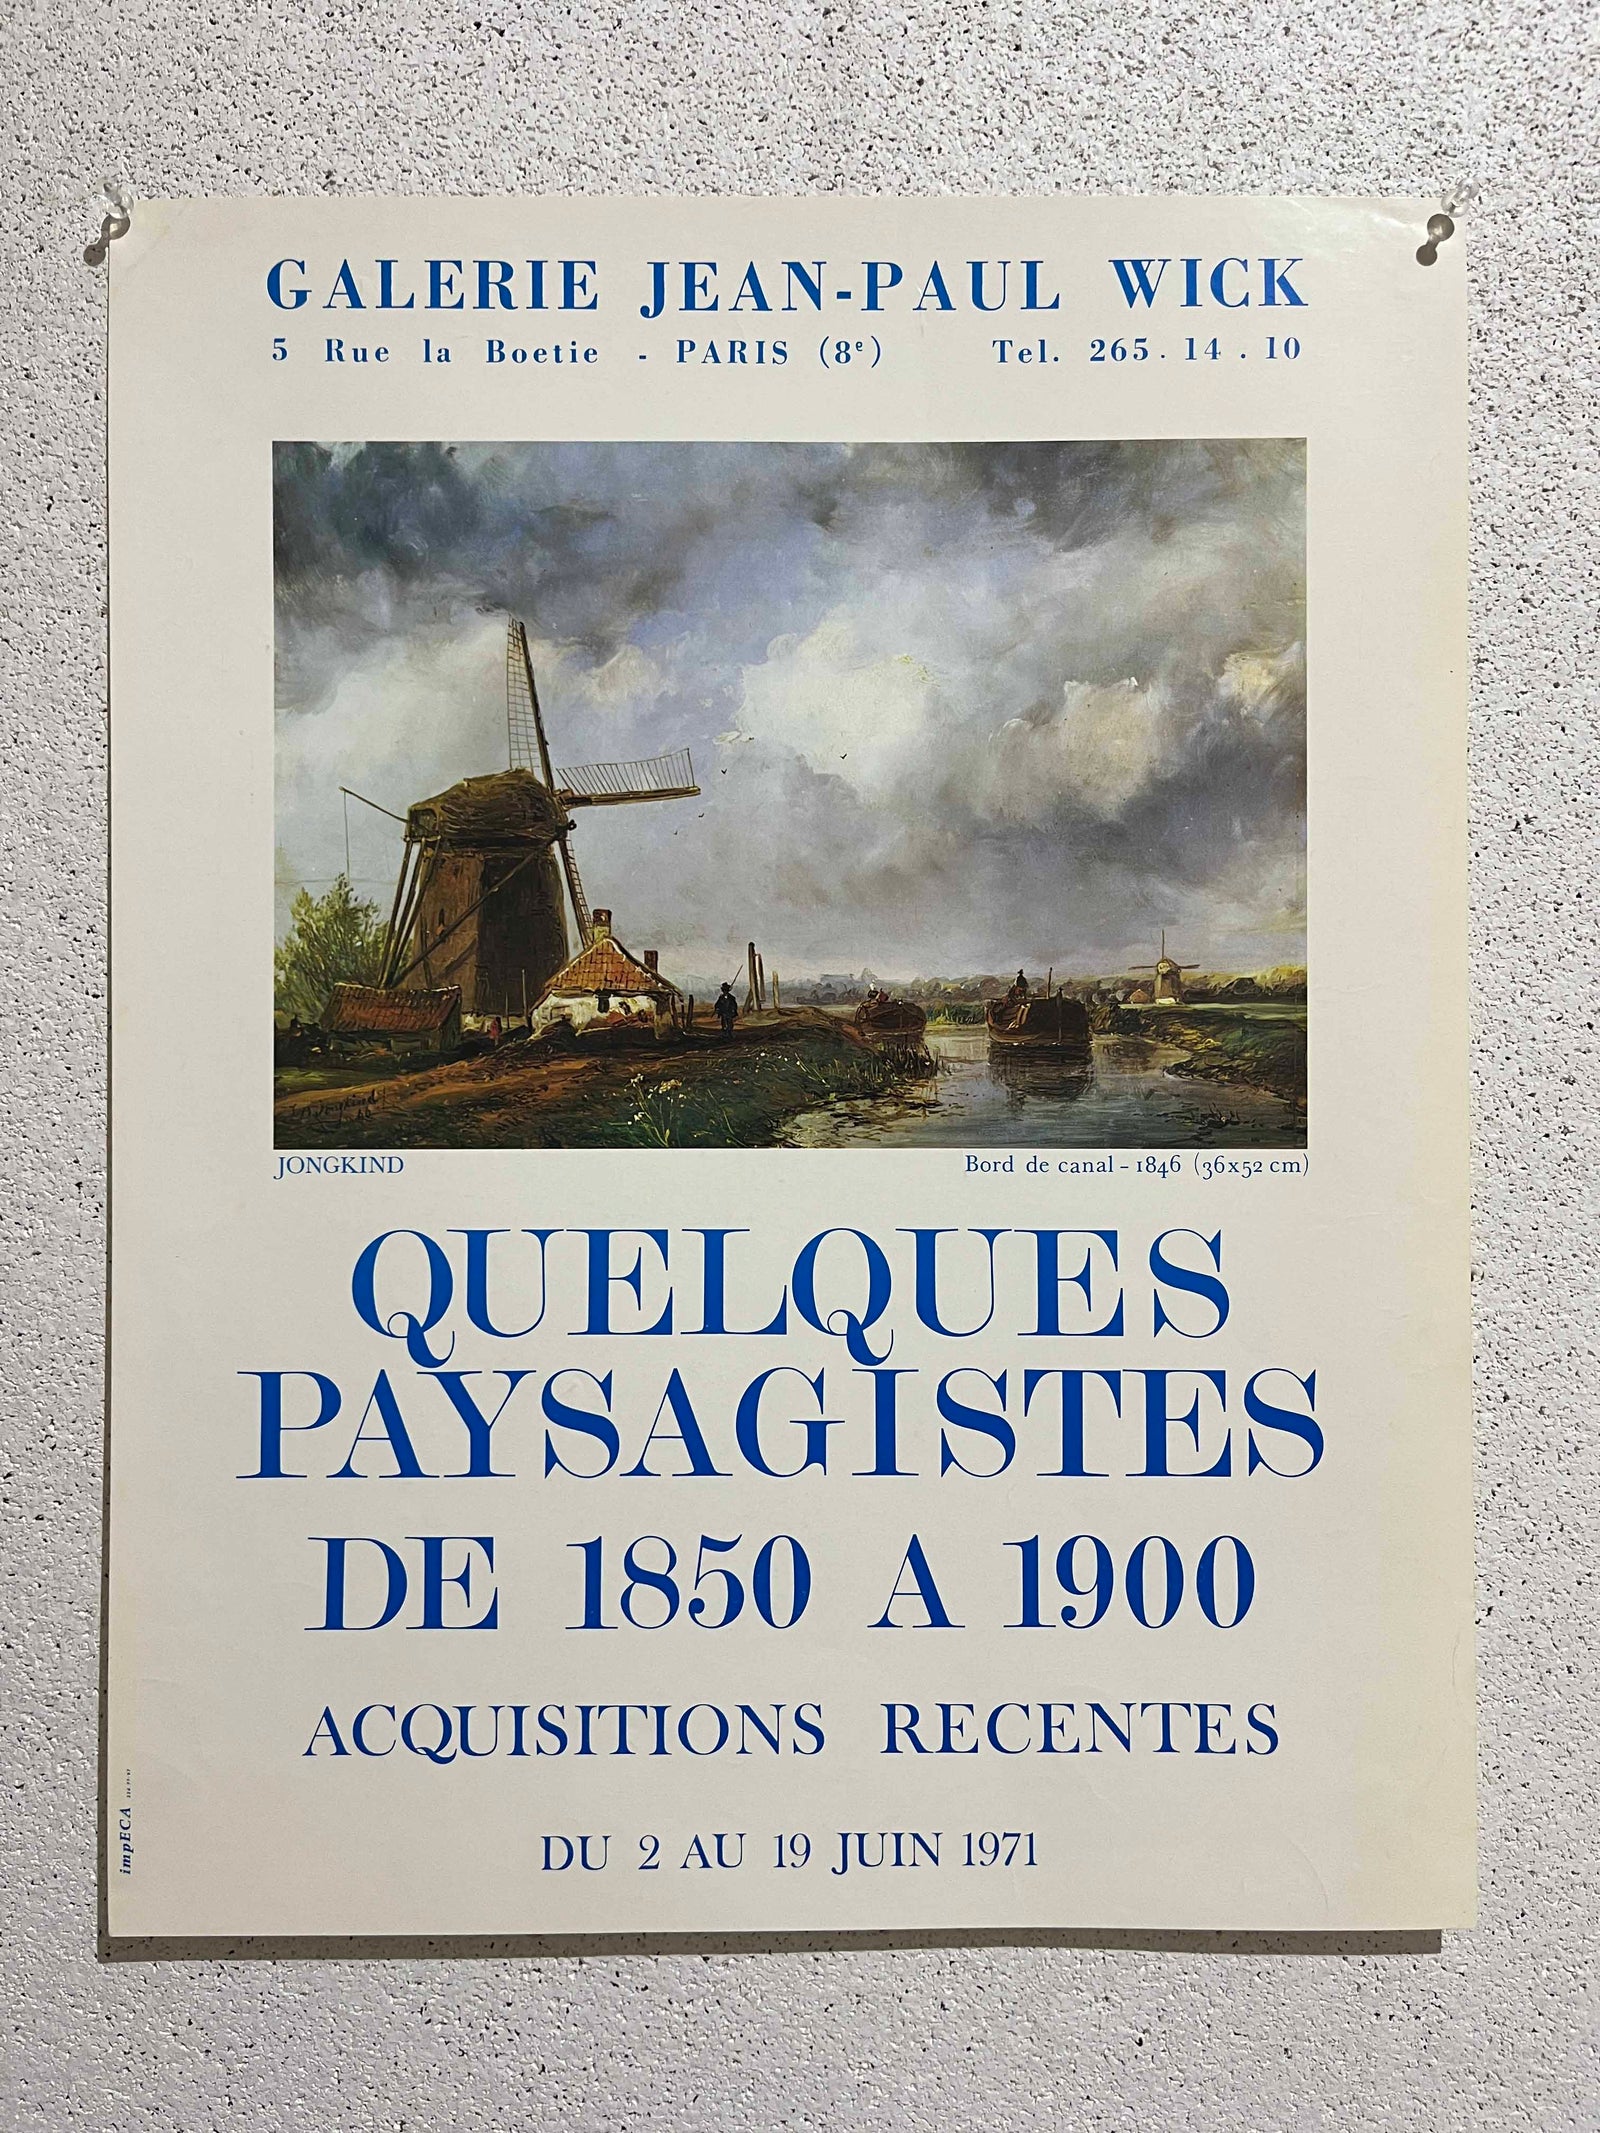 GALERIE JEAN-PAUL WICK
5 Rue la Boetie - PARIS (8e) Tel. 265.14.10
JONGKIND
Bord de canal - 1846 (36x52 cm)
QUELQUES
PAYSAGISTES
DE 1850 A 1900
ACQUISITIONS RECENTES
DU 2 AU 19 JUIN 1971
impECA